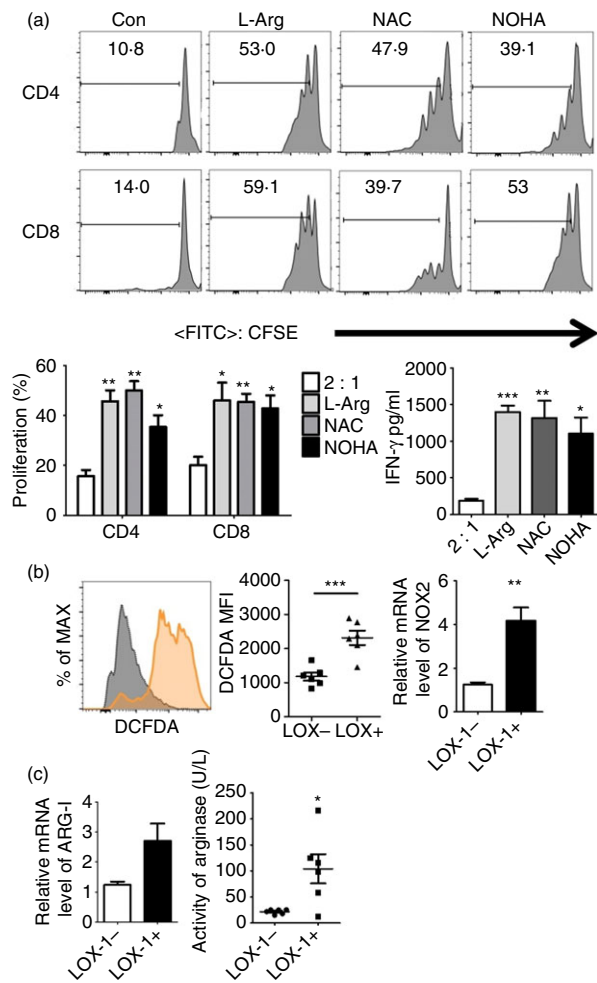 (a)
Con L-Arg NAC NOHA
CD4
10·8 53·0 47·9 39·1
CD8
14·0 59·1 39·7 53
<FITC>: CFSE
Proliferation (%)
60
40
20
0
** ** * * ** *
CD4 CD8
2 : 1
L-Arg
NAC
NOHA
IFN-γ pg/ml
2000
1500
1000
500
0
*** ** *
2 : 1 L-Arg NAC NOHA
(b)
% of MAX
DCFDA
DCFDA MFI
4000
3000
2000
1000
0
***
LOX− LOX+
Relative mRNA
level of NOX2
6
4
2
0
**
LOX-1− LOX-1+
(c)
Relative mRNA
level of ARG-I
4
3
2
1
0
LOX-1− LOX-1+
Activity of arginase (U/L)
250
200
150
100
50
0
*
LOX-1− LOX-1+